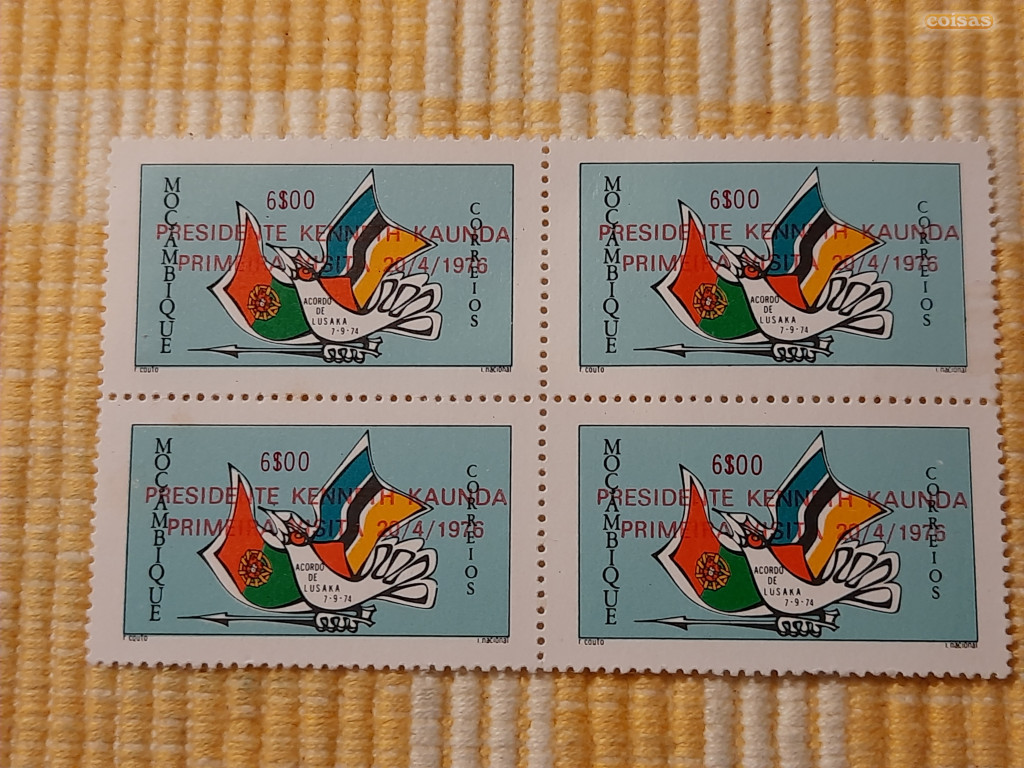 coisas
MOÇAMBIQUE
6$00
CORREIOS
PRESIDENTE KENNETH KAUNDA
PRIMEIRA VISITA 20/4/1976
ACORDO
DE
LUSAKA
7-9-74
F. COUTO
I. NACIONAL
MOÇAMBIQUE
6$00
CORREIOS
PRESIDENTE KENNETH KAUNDA
PRIMEIRA VISITA 20/4/1976
ACORDO
DE
LUSAKA
7-9-74
F. COUTO
I. NACIONAL
MOÇAMBIQUE
6$00
CORREIOS
PRESIDENTE KENNETH KAUNDA
PRIMEIRA VISITA 20/4/1976
ACORDO
DE
LUSAKA
7-9-74
F. COUTO
I. NACIONAL
MOÇAMBIQUE
6$00
CORREIOS
PRESIDENTE KENNETH KAUNDA
PRIMEIRA VISITA 20/4/1976
ACORDO
DE
LUSAKA
7-9-74
F. COUTO
I. NACIONAL